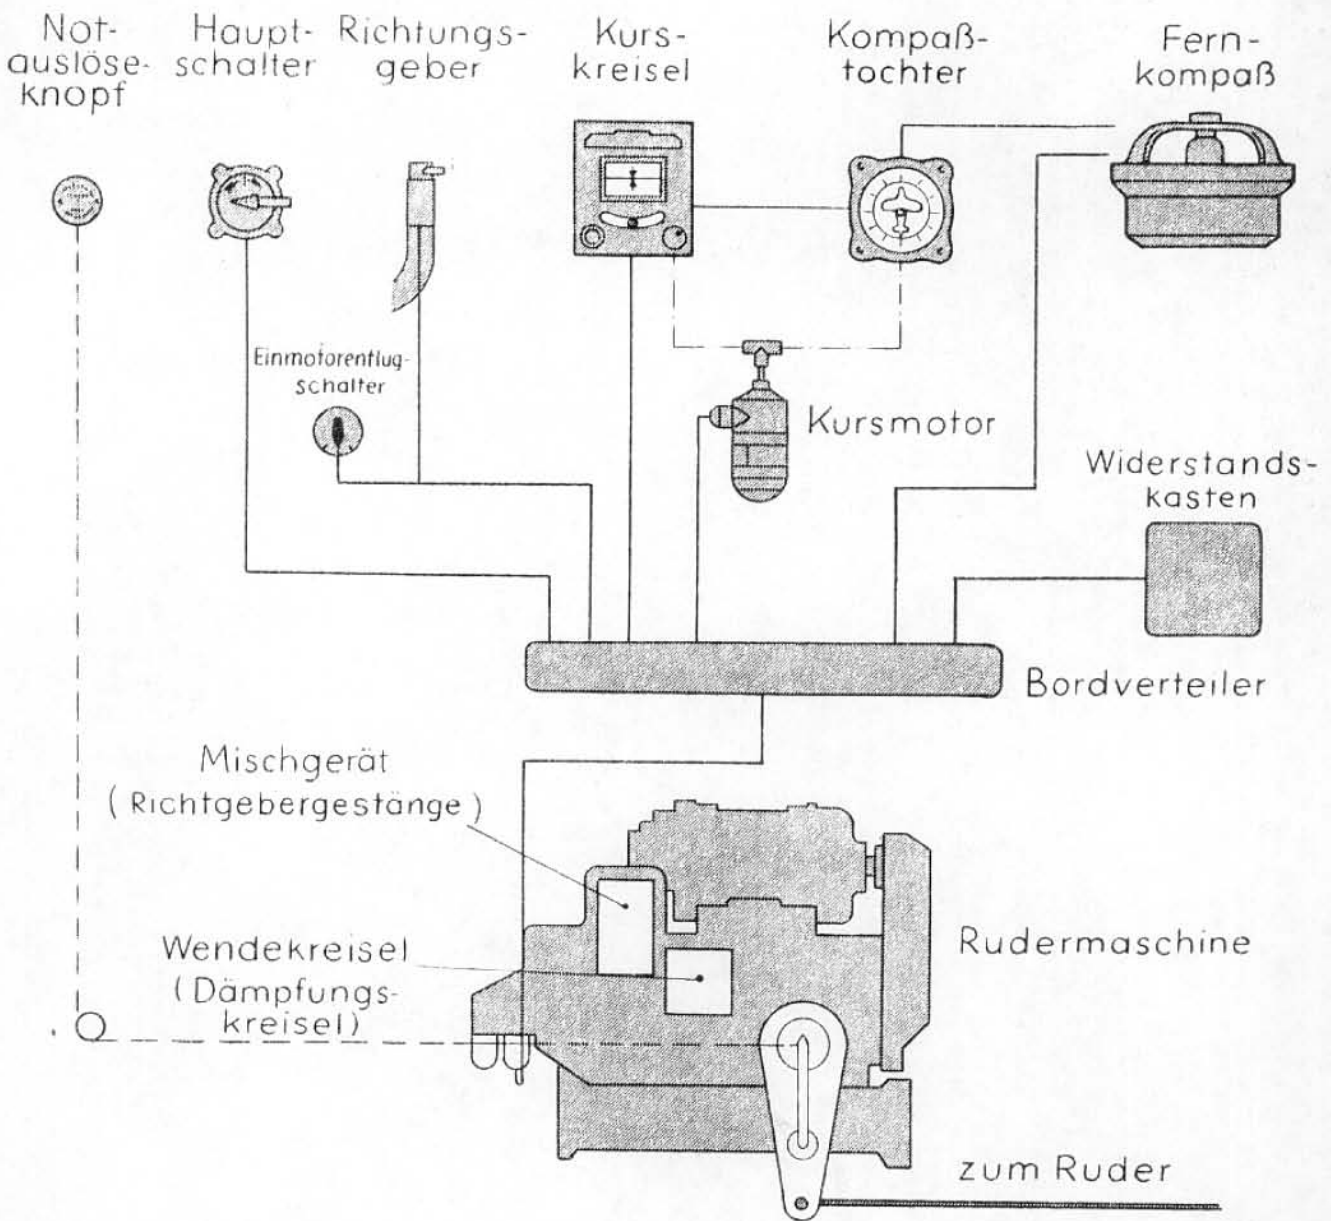 Not-
auslöse-
knopf
Haupt-
schalter
Richtungs-
geber
Kurs-
kreisel
Kompaß-
tochter
Fern-
kompaß
Einmotorenflug-
schalter
Kursmotor
Widerstands-
kasten
Bordverteiler
Mischgerät
(Richtgebergestänge)
Wendekreisel
(Dämpfungs-
kreisel)
Rudermaschine
zum Ruder